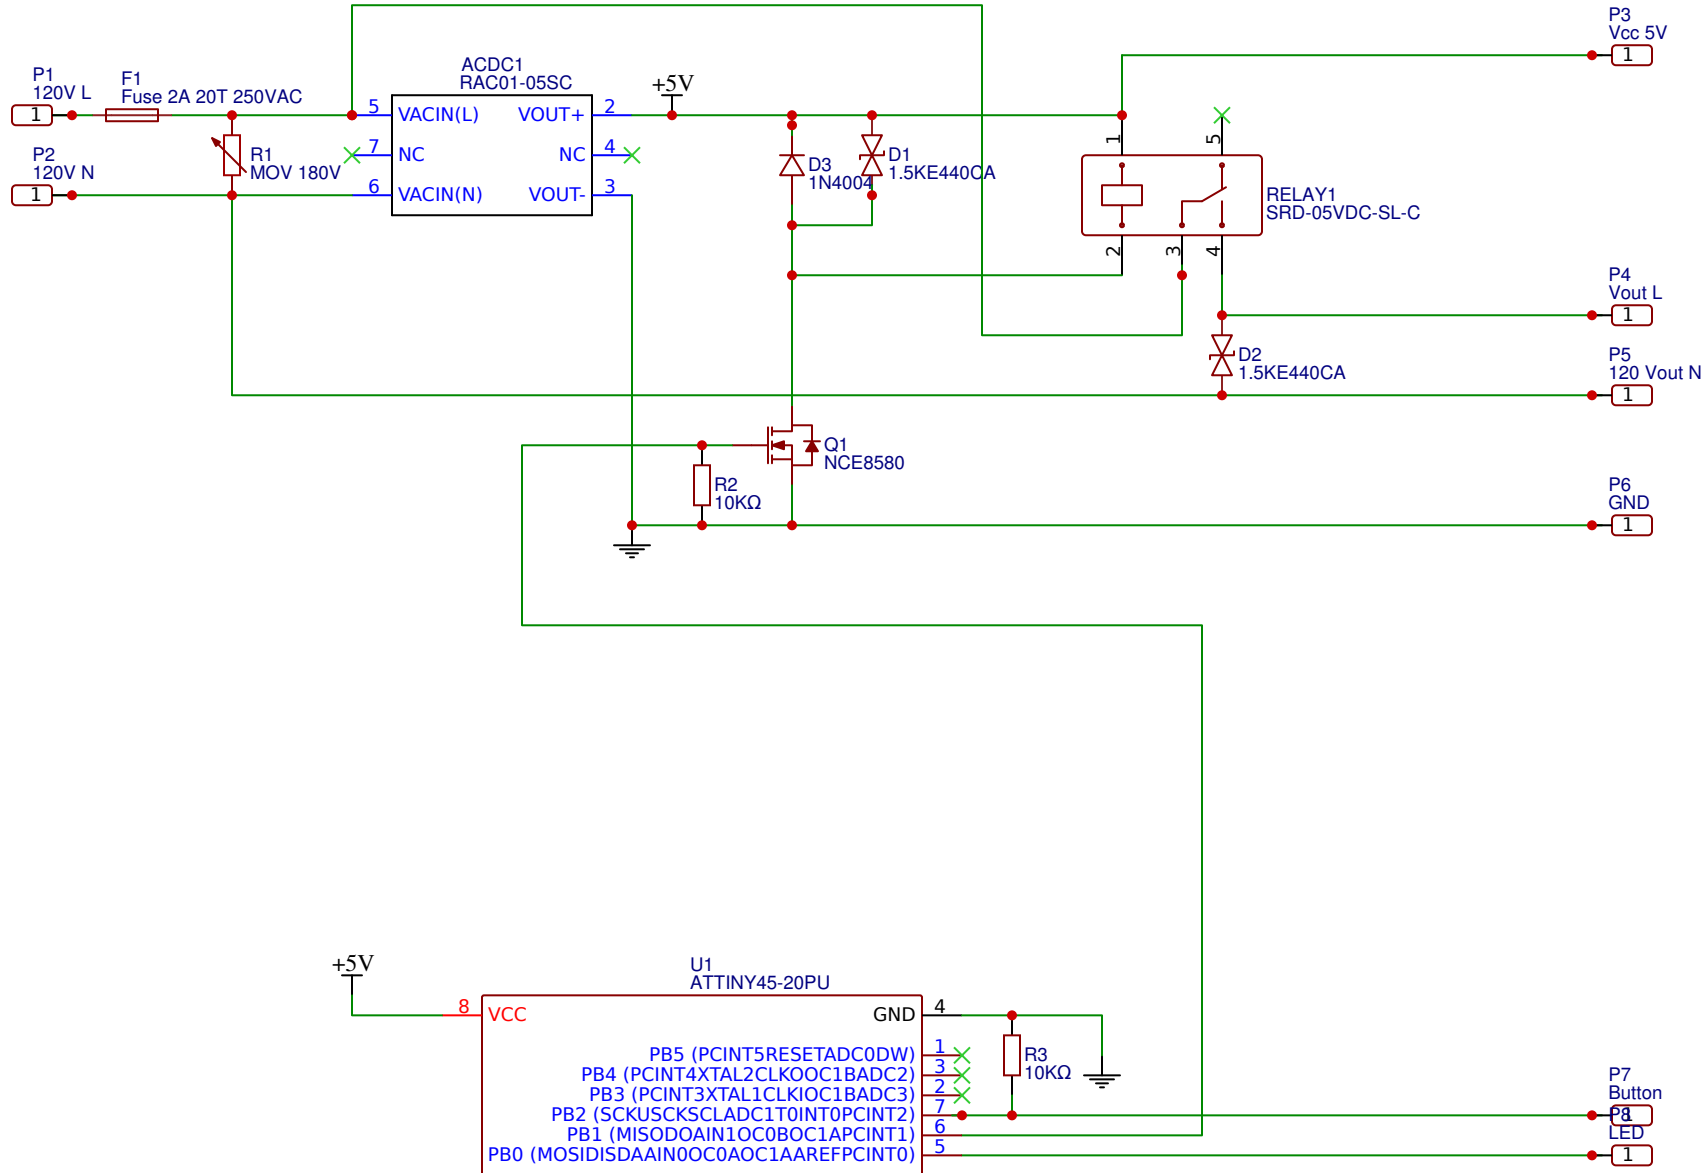 P3
Vcc 5V
1
P1
120V L
1
F1
Fuse 2A 20T 250VAC
ACDC1
RAC01-05SC
5 VACIN(L) VOUT+ 2
7 NC NC 4
6 VACIN(N) VOUT- 3
+5V
P2
120V N
1
R1
MOV 180V
D3
1N4004
D1
1.5KE440CA
1
5
2
3
4
RELAY1
SRD-05VDC-SL-C
P4
Vout L
1
D2
1.5KE440CA
P5
120 Vout N
1
Q1
NCE8580
R2
10KΩ
P6
GND
1
+5V
U1
ATTINY45-20PU
8 VCC GND 4
PB5 (PCINT5RESETADC0DW) 1
PB4 (PCINT4XTAL2CLKOOC1BADC2) 3
PB3 (PCINT3XTAL1CLKIOC1BADC3) 2
PB2 (SCKUSCKSCLADC1T0INT0PCINT2) 7
PB1 (MISODOAIN1OC0BOC1APCINT1) 6
PB0 (MOSIDISDAAIN0OC0AOC1AAREFPCINT0) 5
R3
10KΩ
P7
Button
1
P8
LED
1